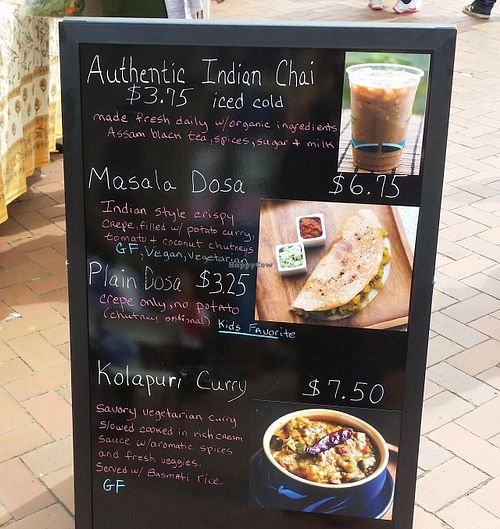 Authentic Indian Chai
$3.75 iced cold
made fresh daily w/organic ingredients
Assam black tea, spices, sugar + milk
Masala Dosa $6.75
Indian style crispy
crepe, filled w/ potato curry,
tomato + coconut chutneys
GF, Vegan, Vegetarian
HappyCow
Plain Dosa $3.25
crepe only, no potato
(chutney optional) Kids Favorite
Kolapuri Curry $7.50
Savory vegetarian curry
slowed cooked in rich cream
sauce w/aromatic spices
and fresh veggies.
Served w/ Basmati rice
GF